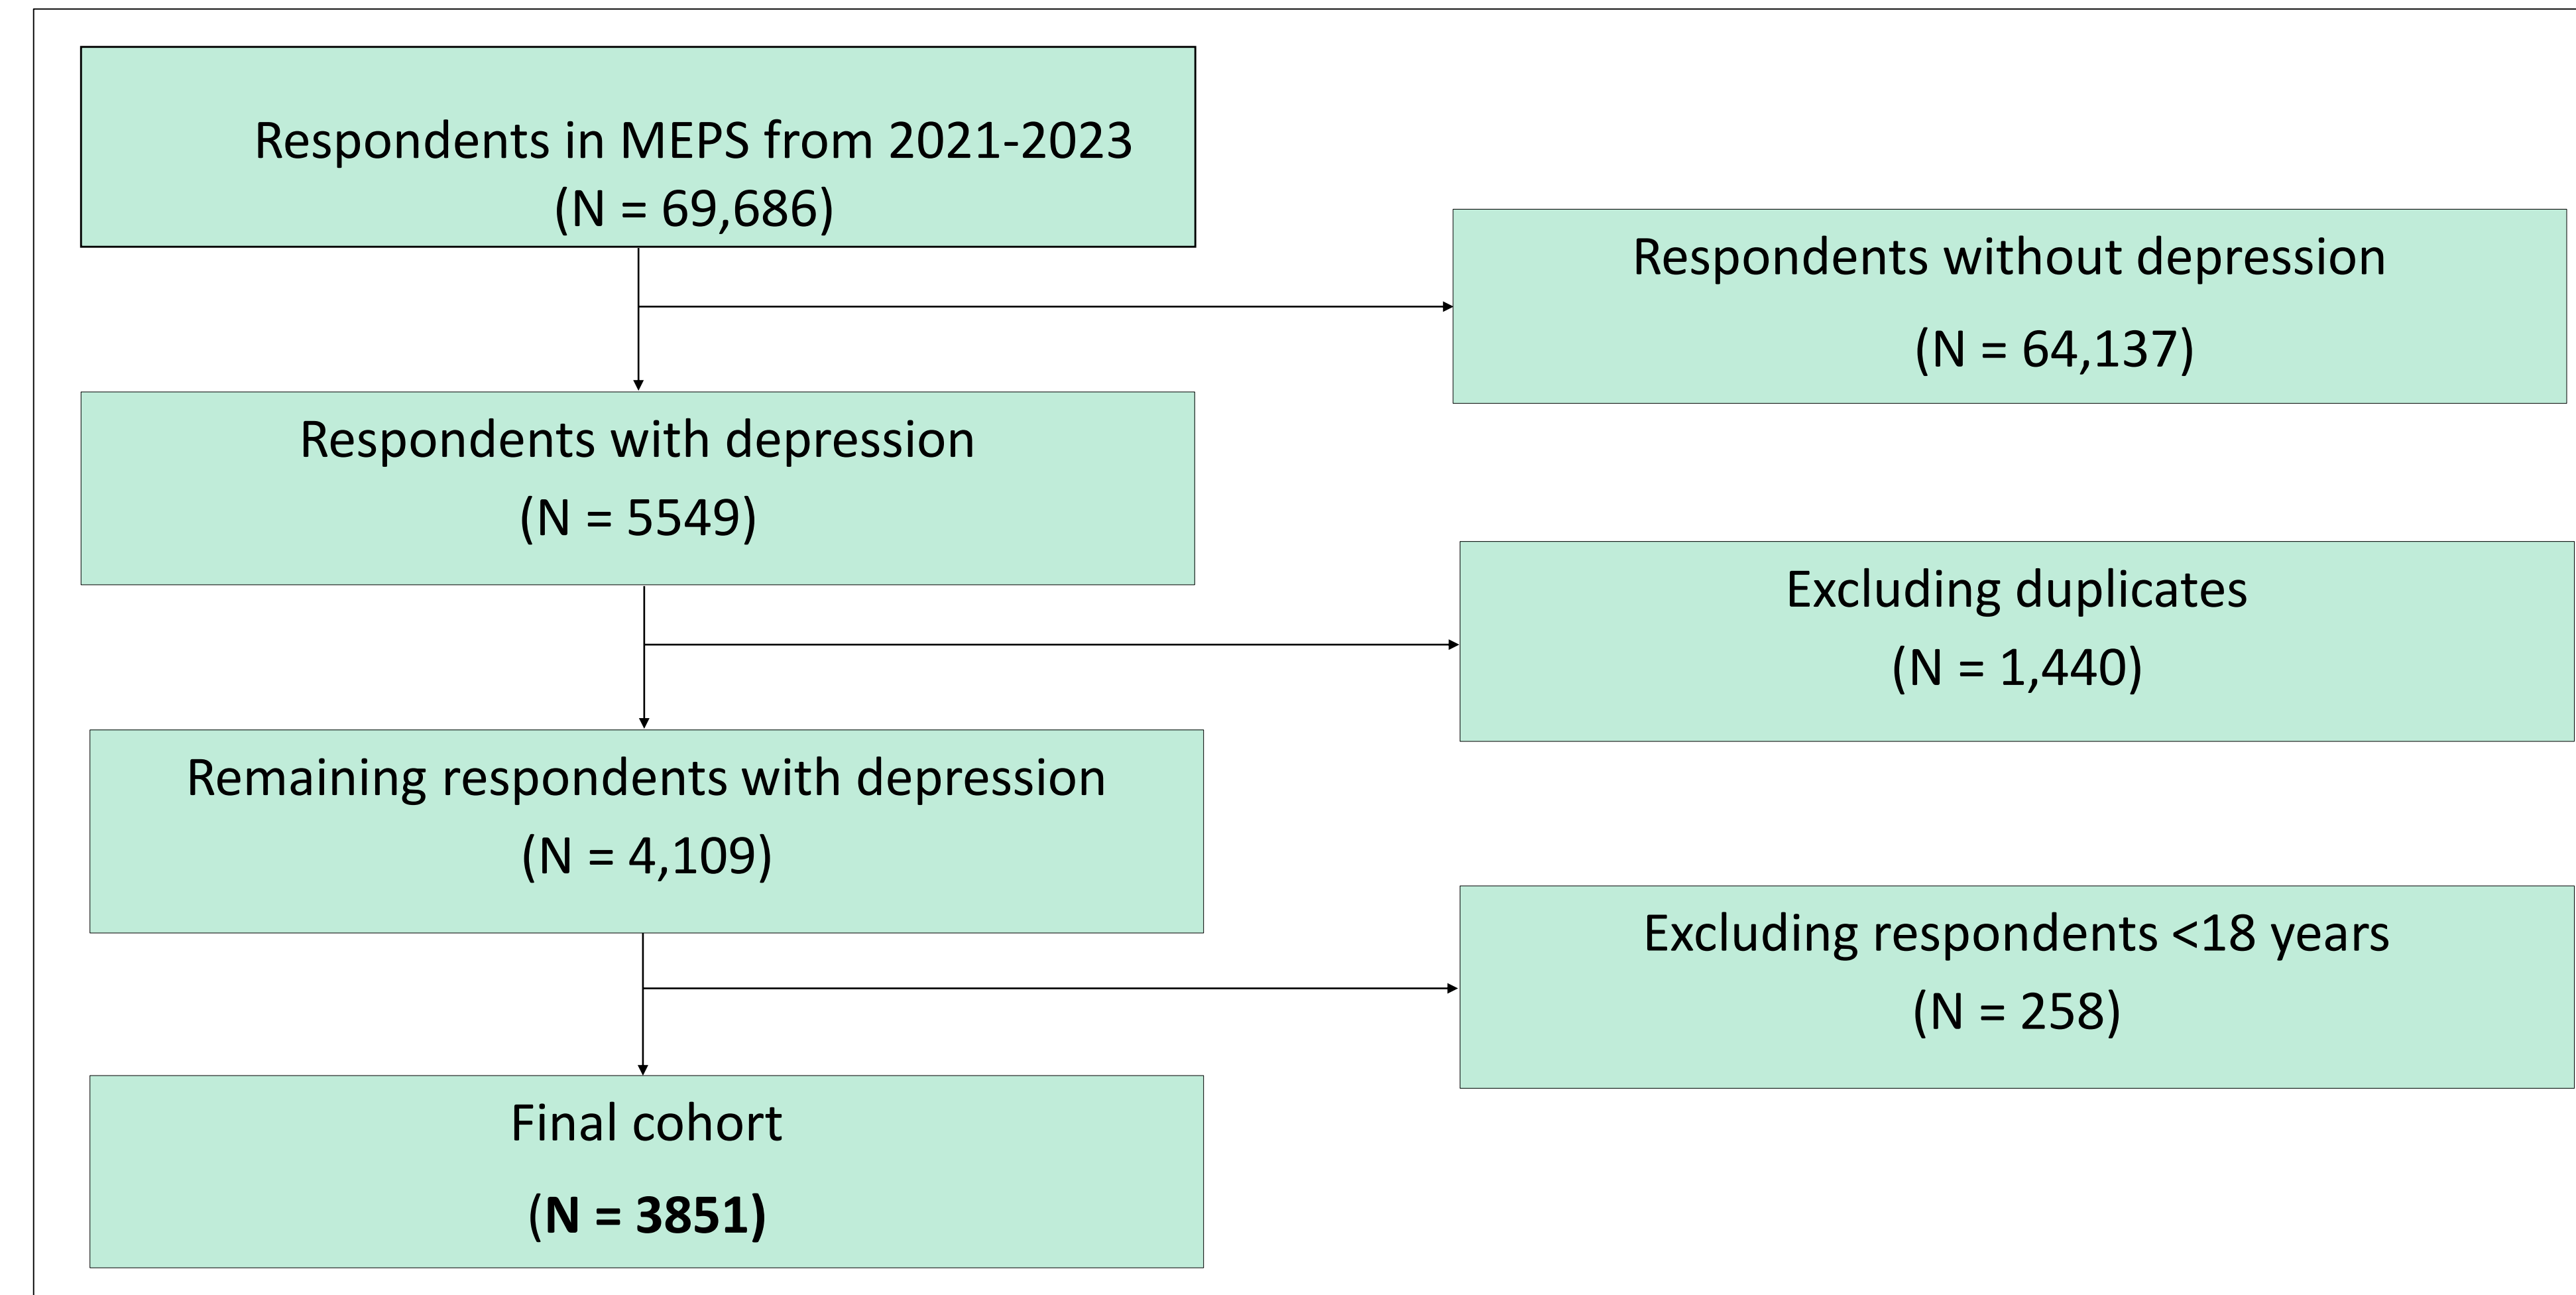 Respondents in MEPS from 2021-2023
(N = 69,686)
Respondents without depression
(N = 64,137)
Respondents with depression
(N = 5549)
Excluding duplicates
(N = 1,440)
Remaining respondents with depression
(N = 4,109)
Excluding respondents <18 years
(N = 258)
Final cohort
(N = 3851)